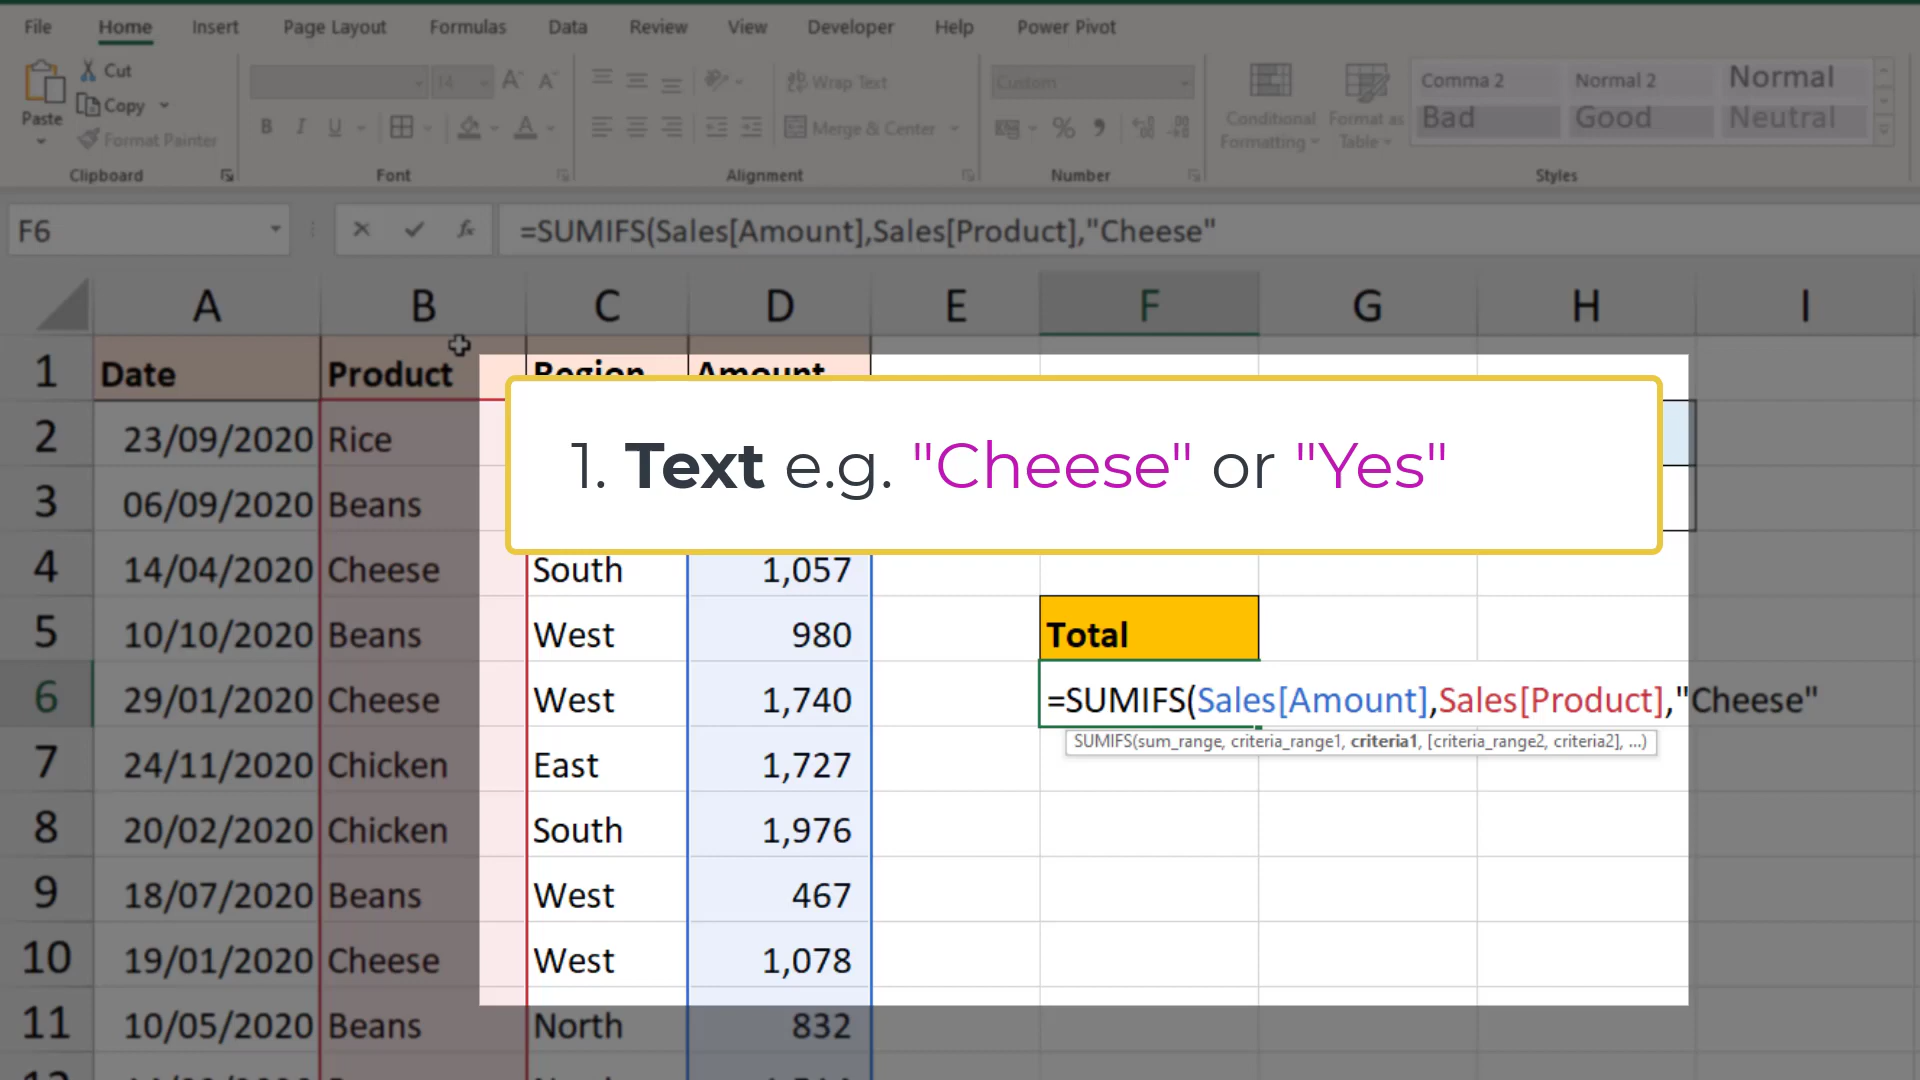 File Home Insert Page Layout Formulas Data Review View Developer Help Power Pivot
Paste
Cut
Copy
Format Painter
Clipboard
14
Font
Wrap Text
Merge & Center
Alignment
Custom
Number
Conditional Formatting
Format as Table
Comma 2 Normal 2 Normal
Bad Good Neutral
Styles
F6 fx =SUMIFS(Sales[Amount],Sales[Product],"Cheese"
A B C D E F G H I
1 Date Product Region Amount
1. Text e.g. "Cheese" or "Yes"
2 23/09/2020 Rice
3 06/09/2020 Beans
4 14/04/2020 Cheese South 1,057
5 10/10/2020 Beans West 980 Total
6 29/01/2020 Cheese West 1,740 =SUMIFS(Sales[Amount],Sales[Product],"Cheese"
SUMIFS(sum_range, criteria_range1, criteria1, [criteria_range2, criteria2], ...)
7 24/11/2020 Chicken East 1,727
8 20/02/2020 Chicken South 1,976
9 18/07/2020 Beans West 467
10 19/01/2020 Cheese West 1,078
11 10/05/2020 Beans North 832